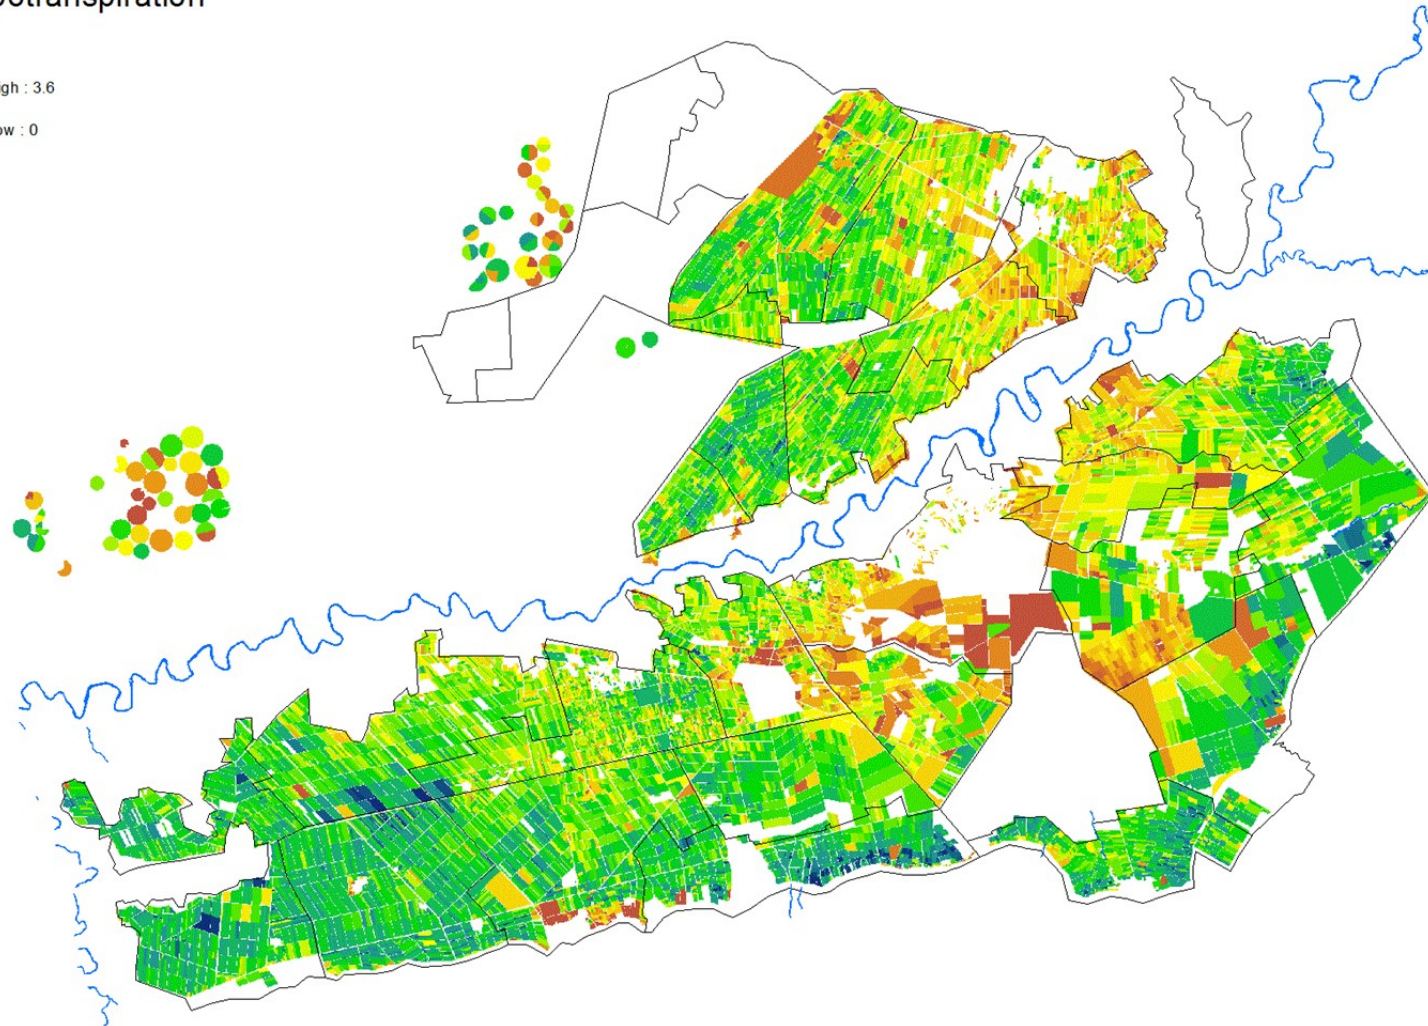 otranspiration
gh : 3.6
ow : 0